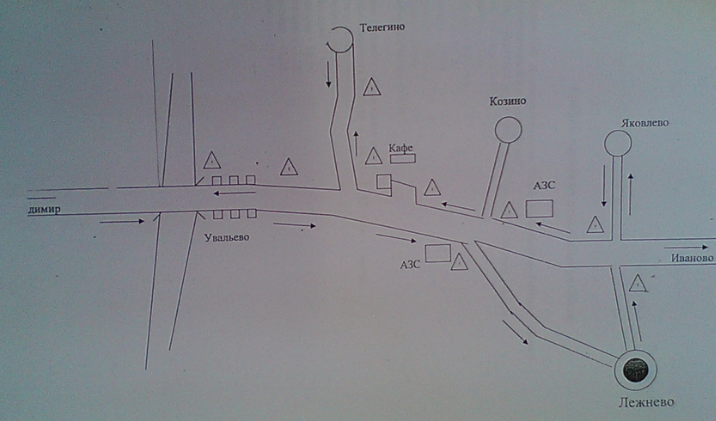 Телегино
Козино
Яковлево
Кафе
АЗС
димир
Увальево
АЗС
Иваново
Лежнево